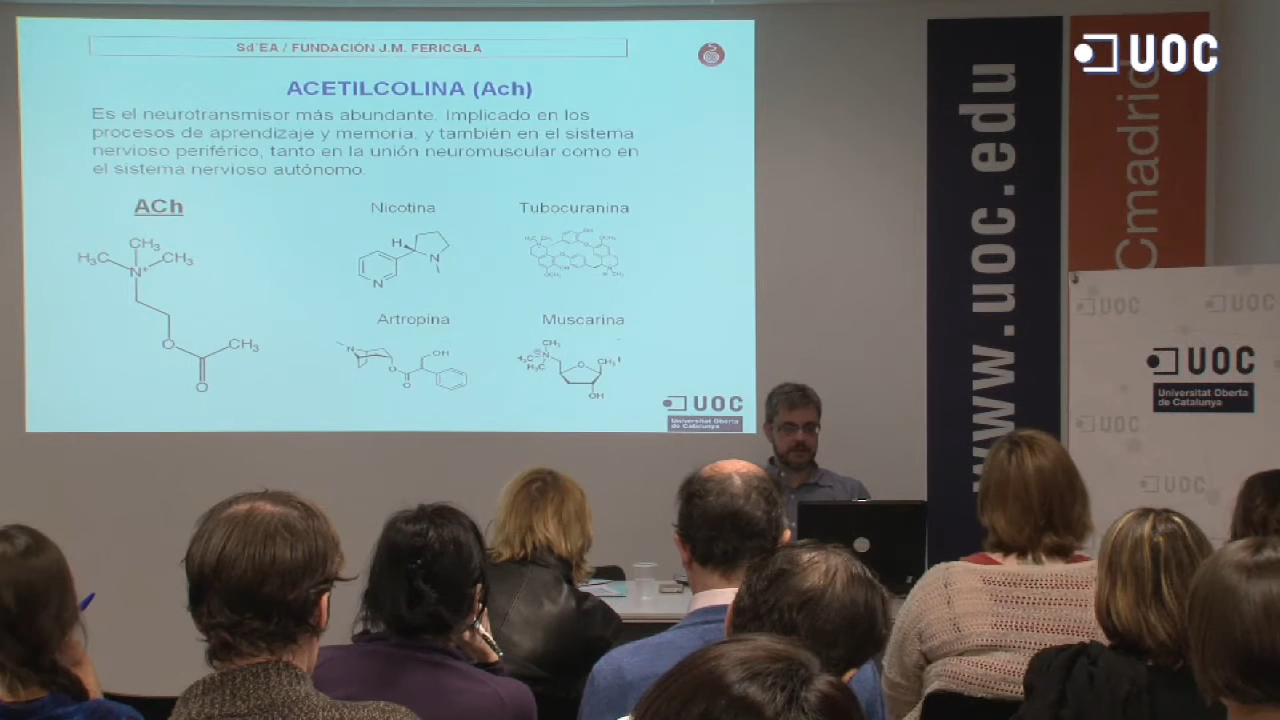 Sd´EA / FUNDACIÓN J.M. FERICGLA
ACETILCOLINA (Ach)
Es el neurotransmisor más abundante. Implicado en los
procesos de aprendizaje y memoria, y también en el sistema
nervioso periférico, tanto en la unión neuromuscular como en
el sistema nervioso autónomo.
ACh
Nicotina
Tubocuranina
CH3
H3C
CH3
N+
O
CH3
O
H
N
N
Artropina
Muscarina
N
OH
O
O
CH3
N
H3C
O
CH3
OH
UOC
Universitat Oberta
de Catalunya
www.uoc.edu
Cmadrid
UOC
UOC
UOC
UOC
Universitat Oberta
de Catalunya
UOC
UOC